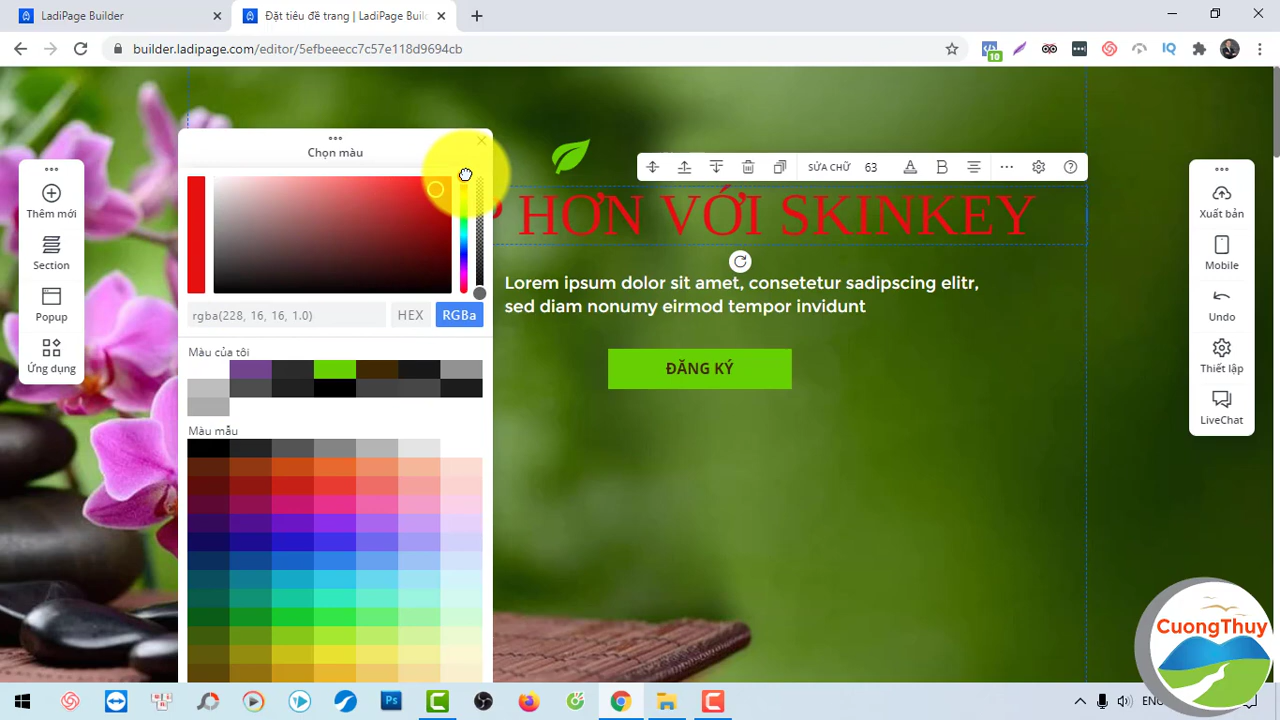 LadiPage Builder
Đặt tiêu đề trang | LadiPage Buil
builder.ladipage.com/editor/5efbeeecc7c57e118d9694cb
10
IQ
Chọn màu
rgba(228, 16, 16, 1.0)
HEX
RGBa
Màu của tôi
Màu mẫu
Thêm mới
Section
Popup
Ứng dụng
SỬA CHỮ
63
B
HƠN VỚI SKINKEY
Lorem ipsum dolor sit amet, consetetur sadipscing elitr,
sed diam nonumy eirmod tempor invidunt
ĐĂNG KÝ
Xuất bản
Mobile
Undo
Thiết lập
LiveChat
CuongThuy
Ps